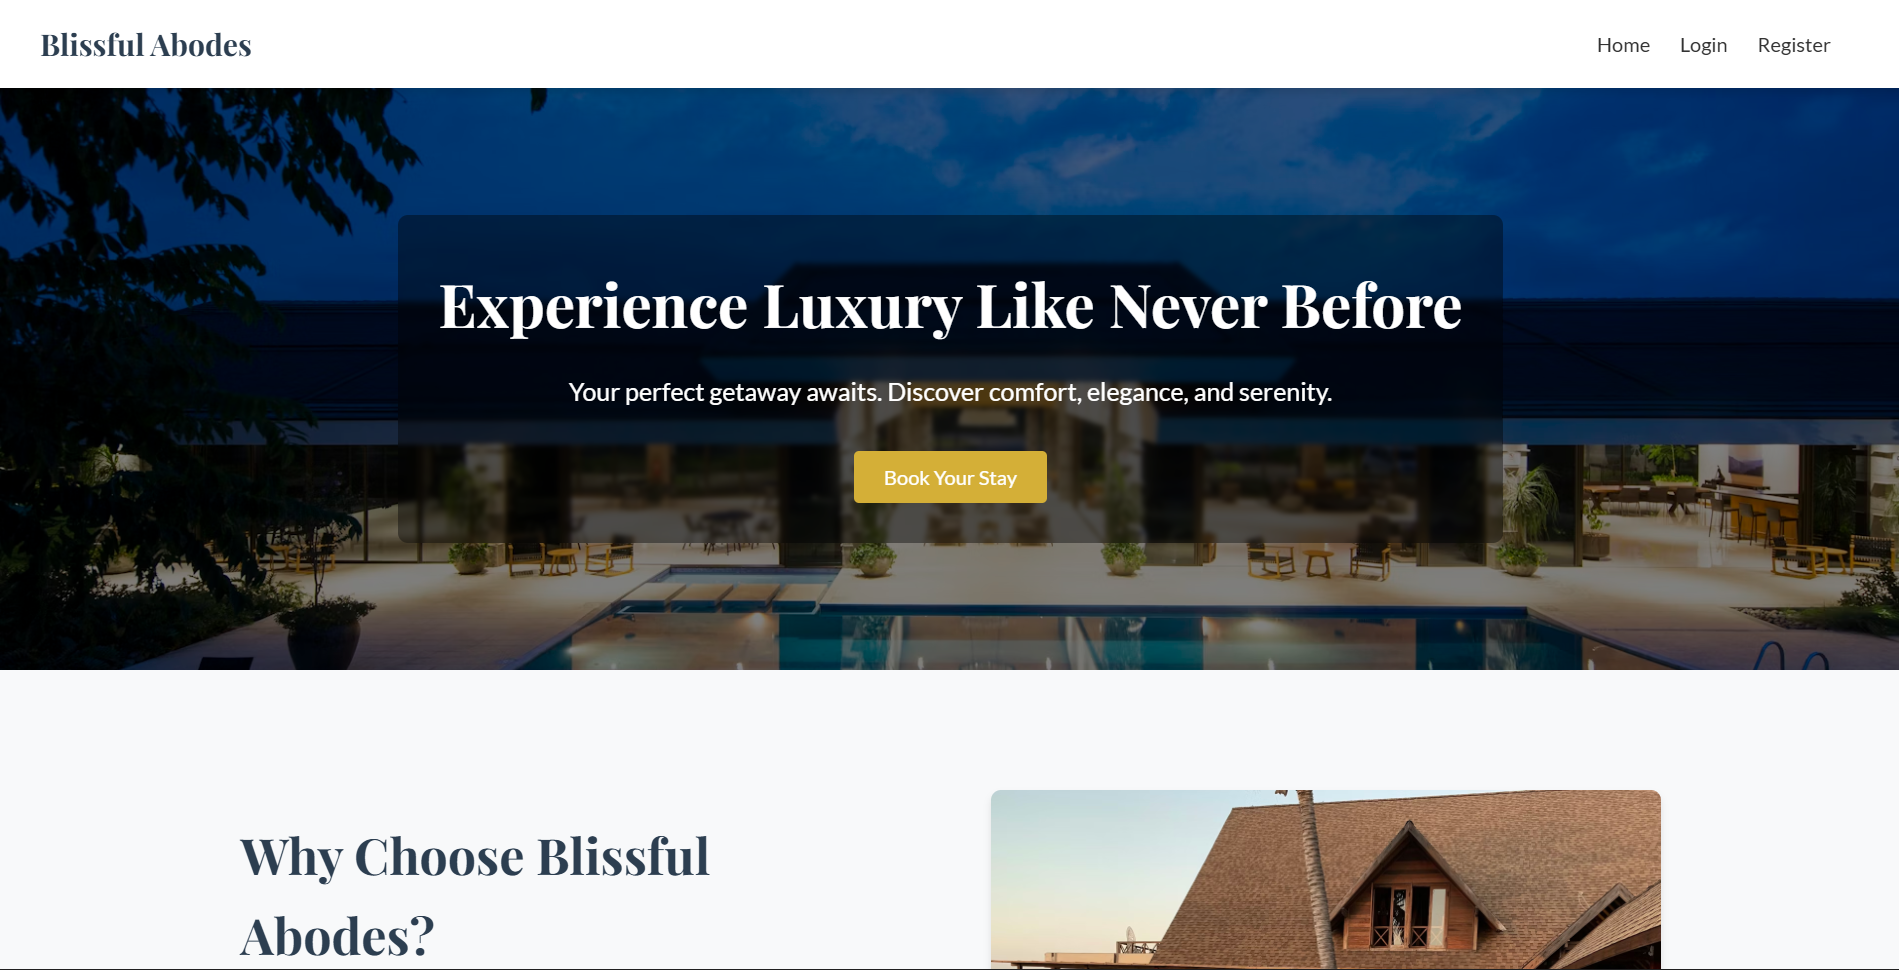 Blissful Abodes
Home Login Register
Experience Luxury Like Never Before
Your perfect getaway awaits. Discover comfort, elegance, and serenity.
Book Your Stay
Why Choose Blissful
Abodes?